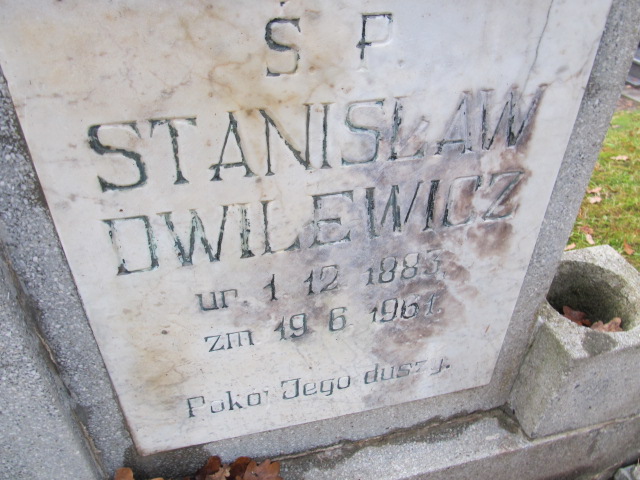 Ś P
STANISŁAW
DWILEWICZ
ur. 1 12 1883
zm 19 6 1961
Pokój Jego duszy.